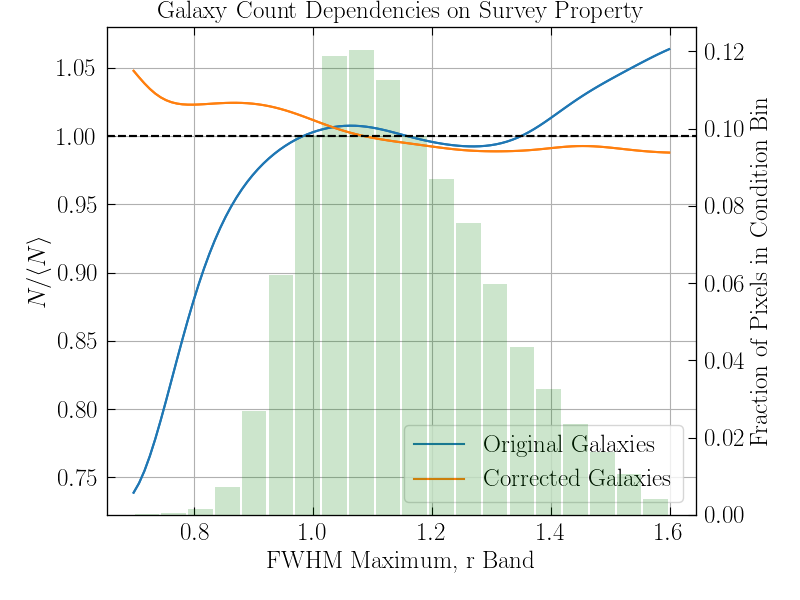 Galaxy Count Dependencies on Survey Property
1.05
1.00
0.95
0.90
0.85
0.80
0.75
N/⟨N⟩
0.12
0.10
0.08
0.06
0.04
0.02
0.00
Fraction of Pixels in Condition Bin
Original Galaxies
Corrected Galaxies
0.8 1.0 1.2 1.4 1.6
FWHM Maximum, r Band